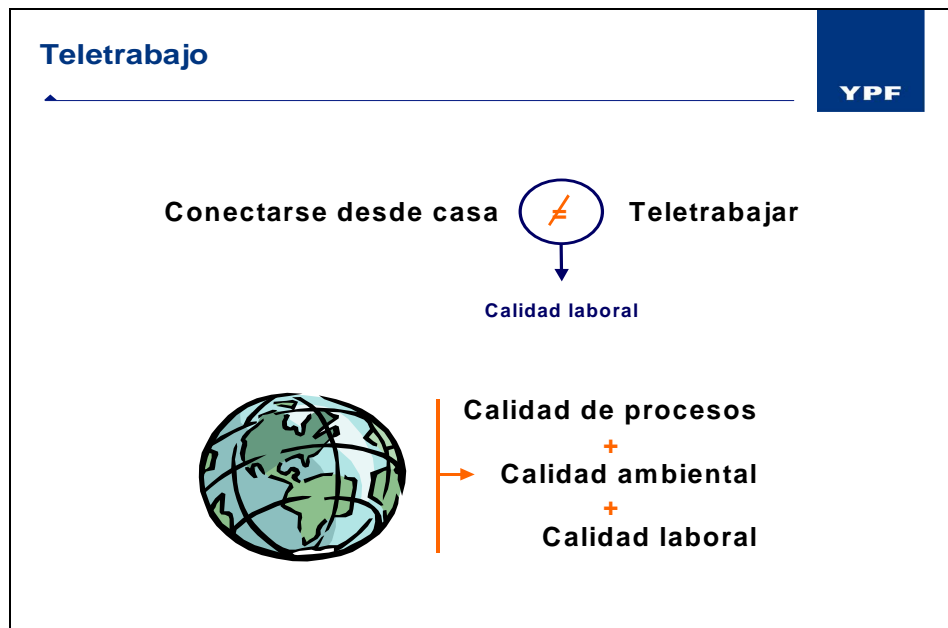 Teletrabajo
YPF
Conectarse desde casa ≠ Teletrabajar
Calidad laboral
Calidad de procesos
+
Calidad ambiental
+
Calidad laboral